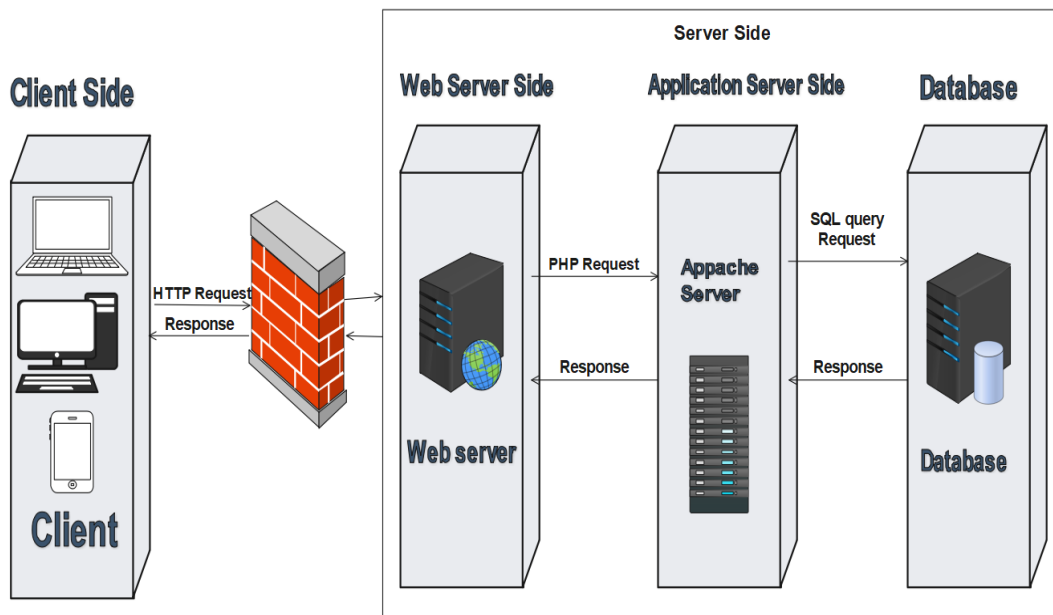 Server Side
Client Side
Web Server Side
Application Server Side
Database
HTTP Request
Response
PHP Request
Response
Appache
Server
SQL query
Request
Response
Web server
Database
Client